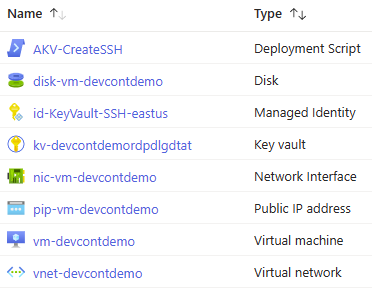 Name ↑↓ Type ↑↓
AKV-CreateSSH Deployment Script
disk-vm-devcontdemo Disk
id-KeyVault-SSH-eastus Managed Identity
kv-devcontdemordpdlgdtat Key vault
nic-vm-devcontdemo Network Interface
pip-vm-devcontdemo Public IP address
vm-devcontdemo Virtual machine
vnet-devcontdemo Virtual network